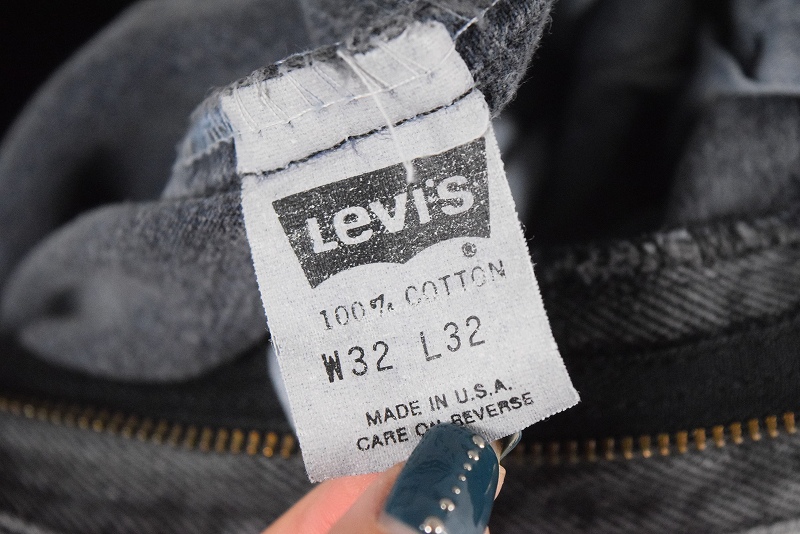 Levi's
®
100% COTTON
W32 L32
MADE IN U.S.A.
CARE ON REVERSE